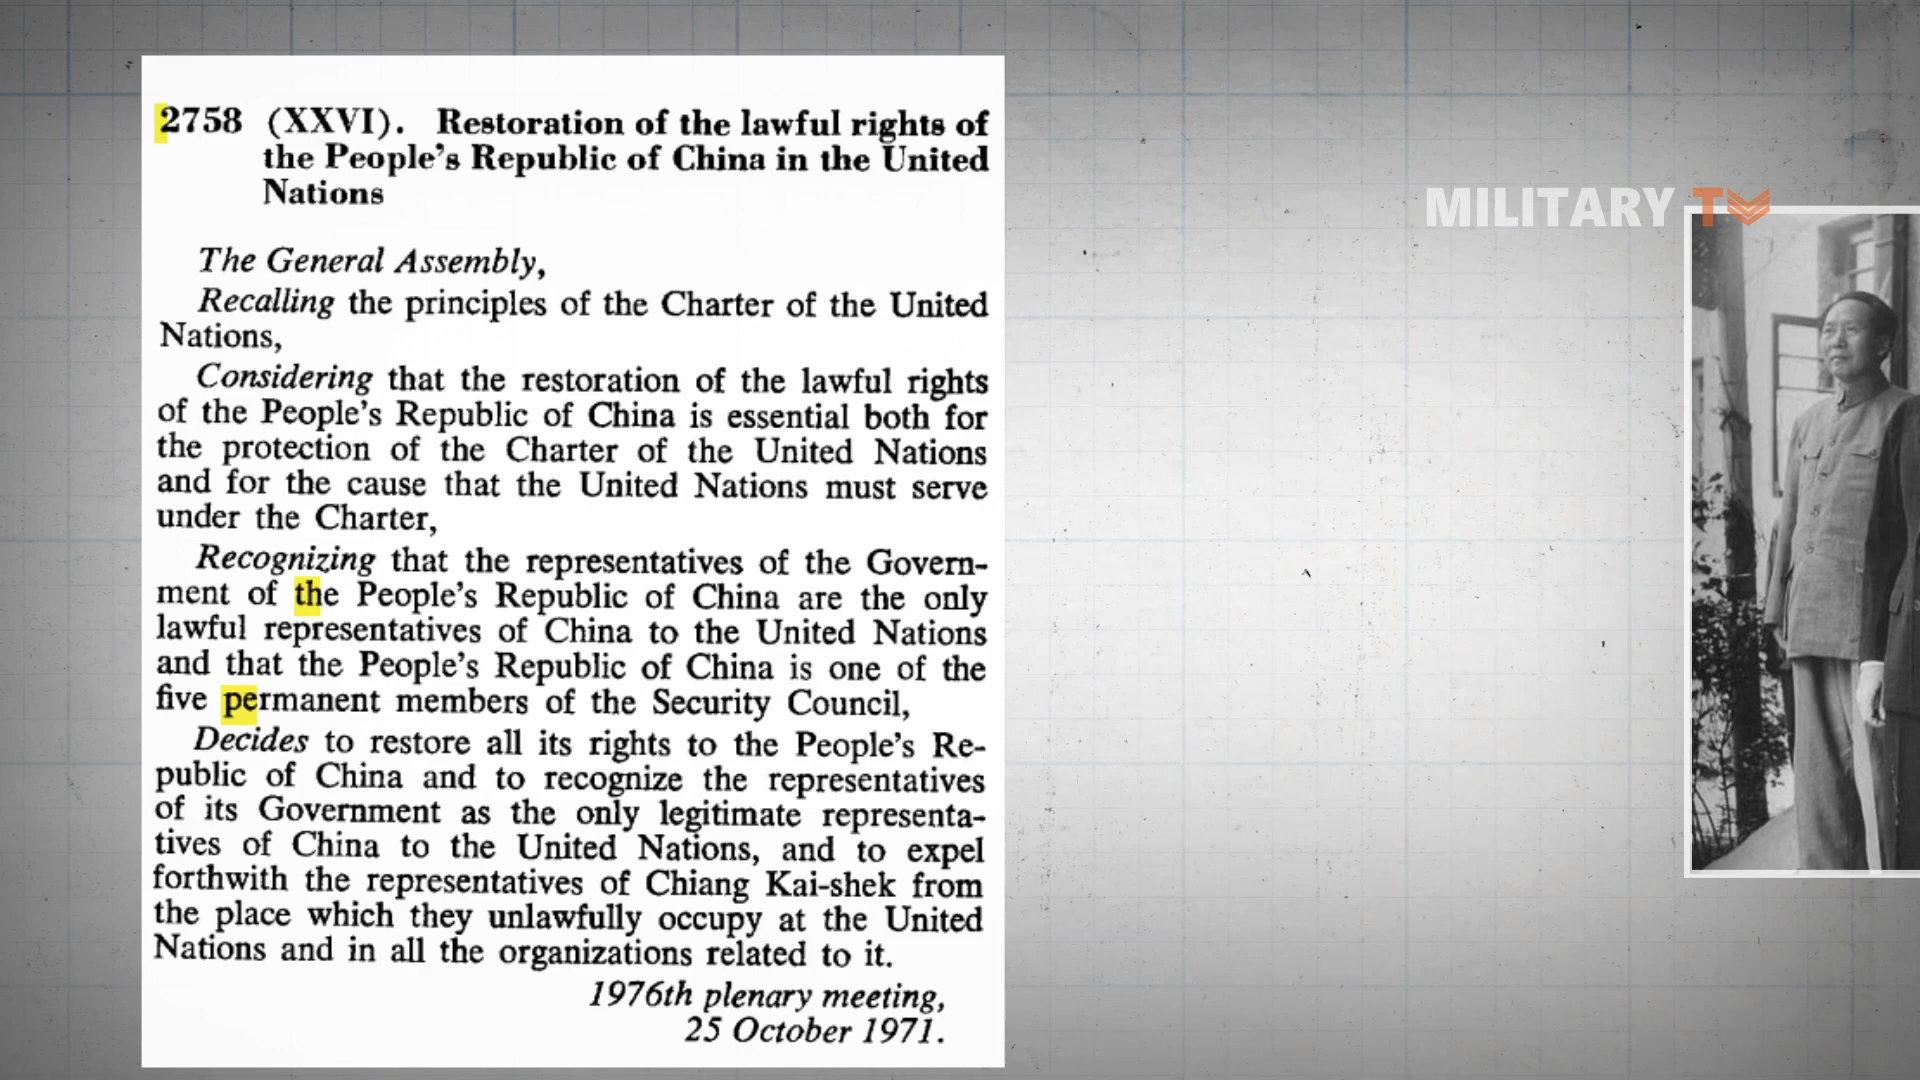 2758 (XXVI). Restoration of the lawful rights of
the People's Republic of China in the United
Nations
The General Assembly,
Recalling the principles of the Charter of the United
Nations,
Considering that the restoration of the lawful rights
of the People's Republic of China is essential both for
the protection of the Charter of the United Nations
and for the cause that the United Nations must serve
under the Charter,
Recognizing that the representatives of the Govern-
ment of the People's Republic of China are the only
lawful representatives of China to the United Nations
and that the People's Republic of China is one of the
five permanent members of the Security Council,
Decides to restore all its rights to the People's Re-
public of China and to recognize the representatives
of its Government as the only legitimate representa-
tives of China to the United Nations, and to expel
forthwith the representatives of Chiang Kai-shek from
the place which they unlawfully occupy at the United
Nations and in all the organizations related to it.
1976th plenary meeting,
25 October 1971.
MILITARY TV